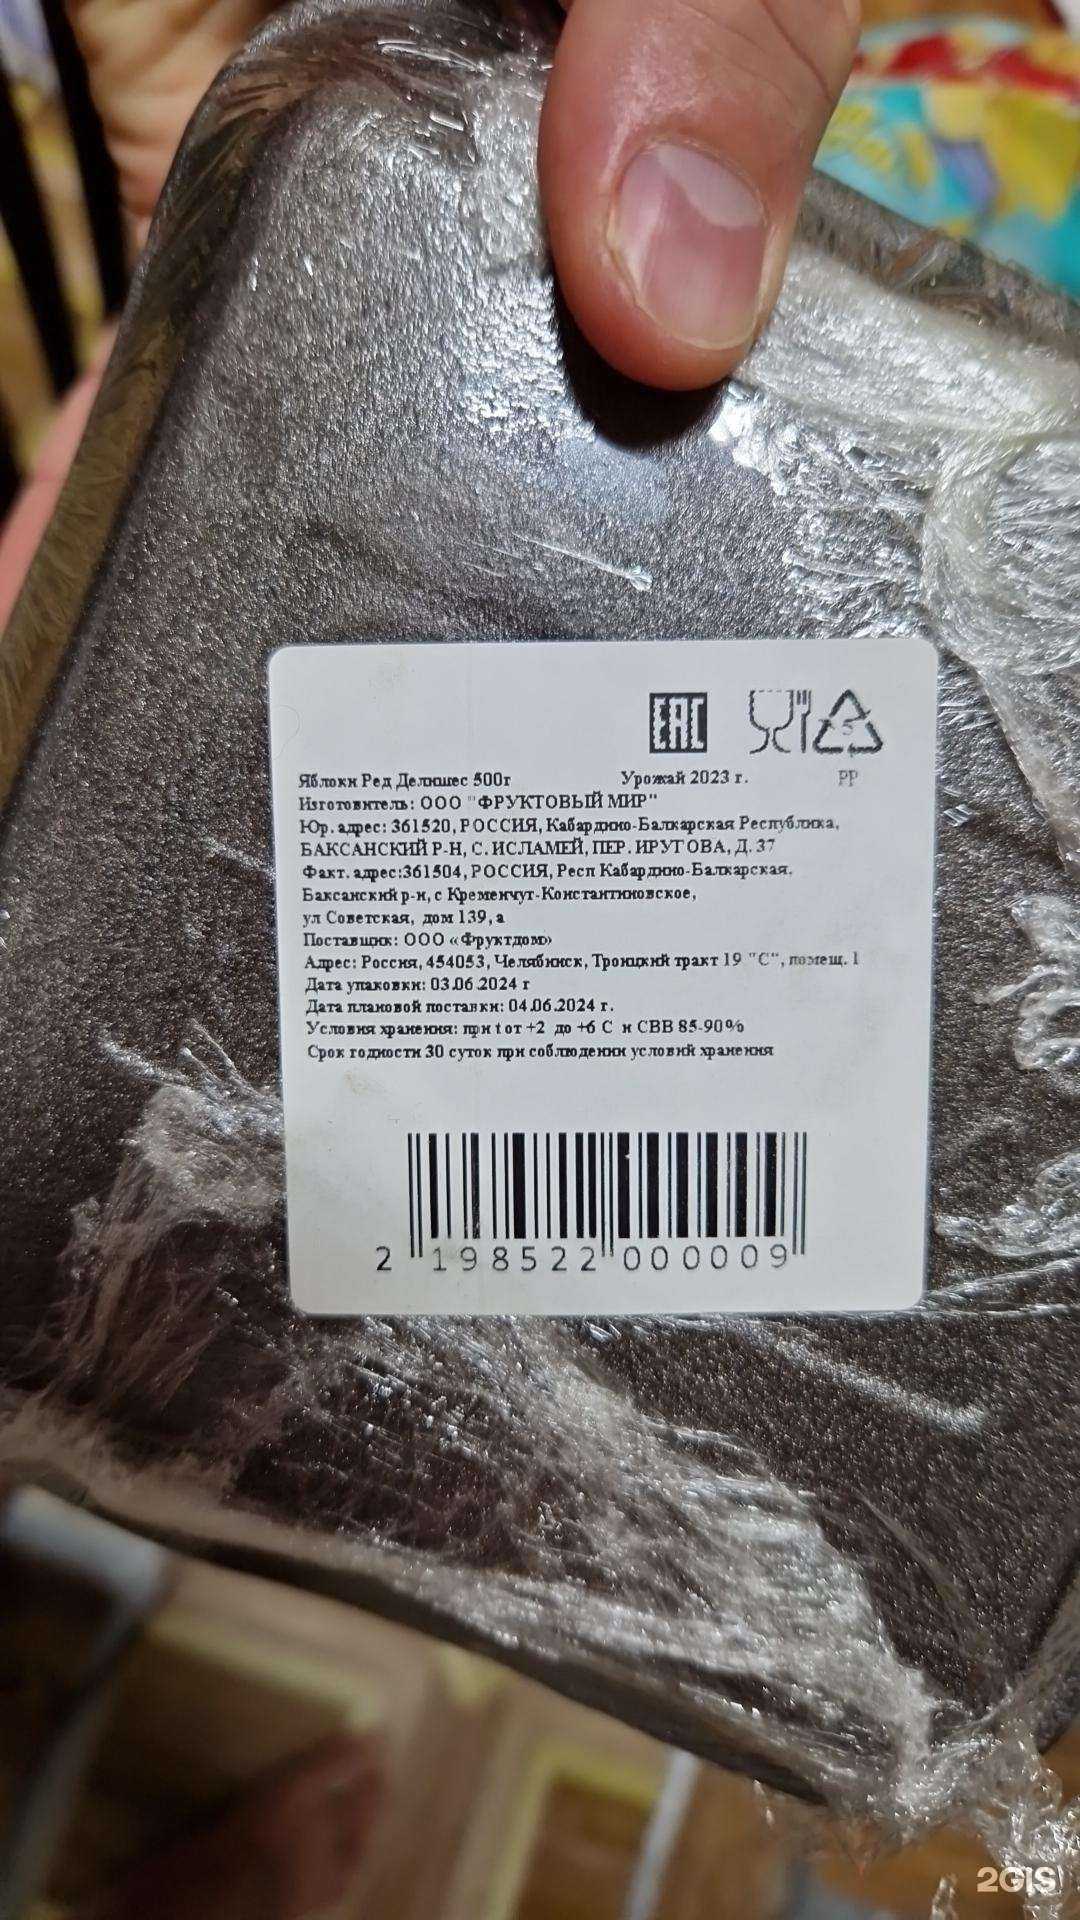 EAC
5
Яблоки Ред Делишес 500г Урожай 2023 г. PP
Изготовитель: ООО "ФРУКТОВЫЙ МИР"
Юр. адрес: 361520, РОССИЯ, Кабардино-Балкарская Республика,
БАКСАНСКИЙ Р-Н, С. ИСЛАМЕЙ, ПЕР. ИРУГОВА, Д. 37
Факт. адрес:361504, РОССИЯ, Респ Кабардино-Балкарская,
Баксанский р-н, с Кременчуг-Константиновское,
ул Советская, дом 139, а
Поставщик: ООО «Фруктдом»
Адрес: Россия, 454053, Челябинск, Троицкий тракт 19 "С", помещ. 1
Дата упаковки: 03.06.2024 г
Дата плановой поставки: 04.06.2024 г.
Условия хранения: при t от +2 до +6 С и СВВ 85-90%
Срок годности 30 суток при соблюдении условий хранения
2 198522 000009
2GIS